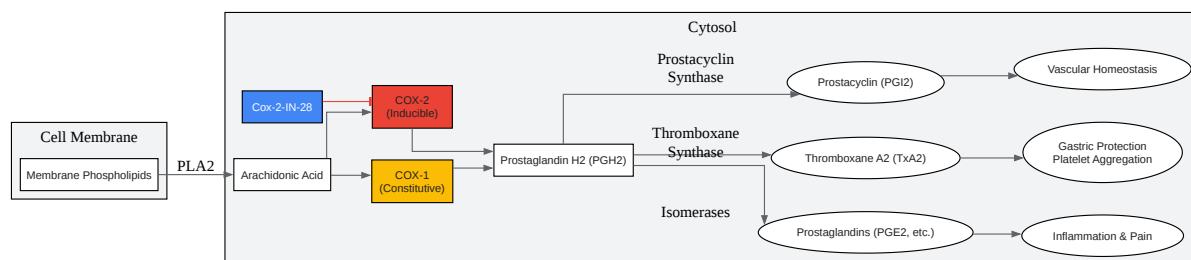 Cytosol
Prostacyclin
Synthase
Prostacyclin (PGI2)
Vascular Homeostasis
Cox-2-IN-28
COX-2
(Inducible)
Cell Membrane
Membrane Phospholipids
PLA2
Arachidonic Acid
COX-1
(Constitutive)
Prostaglandin H2 (PGH2)
Thromboxane
Synthase
Thromboxane A2 (TxA2)
Gastric Protection
Platelet Aggregation
Isomerases
Prostaglandins (PGE2, etc.)
Inflammation & Pain